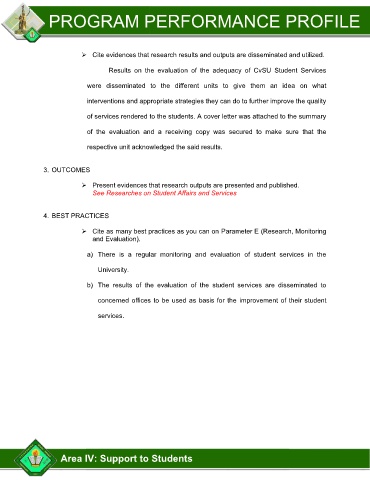 PROGRAM PERFORMANCE PROFILE
➢ Cite evidences that research results and outputs are disseminated and utilized.
Results on the evaluation of the adequacy of CvSU Student Services
were disseminated to the different units to give them an idea on what
interventions and appropriate strategies they can do to further improve the quality
of services rendered to the students. A cover letter was attached to the summary
of the evaluation and a receiving copy was secured to make sure that the
respective unit acknowledged the said results.
3. OUTCOMES
➢ Present evidences that research outputs are presented and published.
See Researches on Student Affairs and Services
4. BEST PRACTICES
➢ Cite as many best practices as you can on Parameter E (Research, Monitoring
and Evaluation).
a) There is a regular monitoring and evaluation of student services in the
University.
b) The results of the evaluation of the student services are disseminated to
concerned offices to be used as basis for the improvement of their student
services.
Area IV: Support to Students